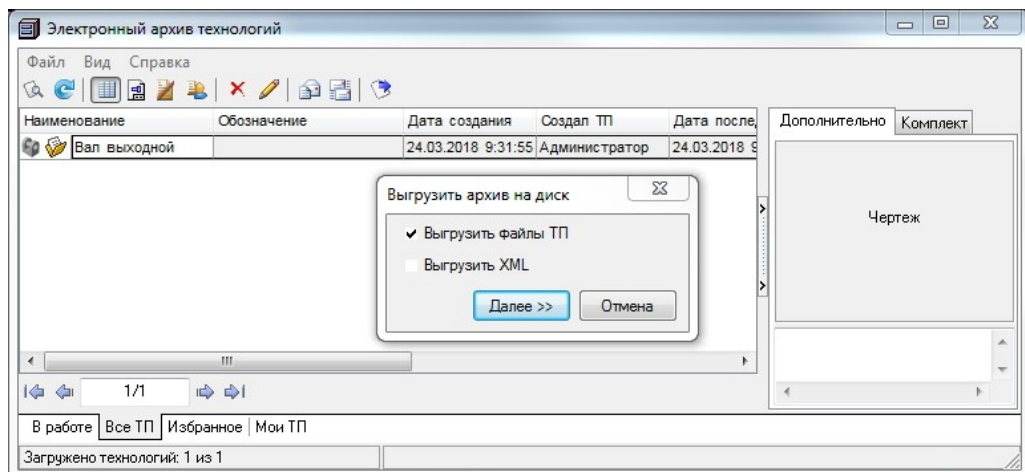 Электронный архив технологий
Файл Вид Справка
Наименование Обозначение Дата создания Создал ТП Дата послед
Вал выходной 24.03.2018 9:31:55 Администратор 24.03.2018 9
Дополнительно Комплект
Чертеж
Выгрузить архив на диск
Выгрузить файлы ТП
Выгрузить XML
Далее >> Отмена
1/1
В работе Все ТП Избранное Мои ТП
Загружено технологий: 1 из 1